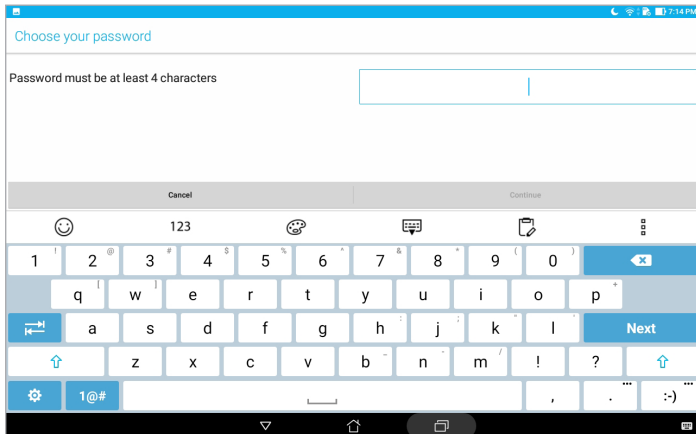 7:14 PM
Choose your password
Password must be at least 4 characters
Cancel Continue
123
1 ! 2 @ 3 # 4 $ 5 % 6 ^ 7 & 8 * 9 ( 0 )
q [ w ] e r t y u i o p +
a s d f g h : j ; k " l ' Next
z x c v b - n _ m / ! ?
1@# , . ... :-) ...